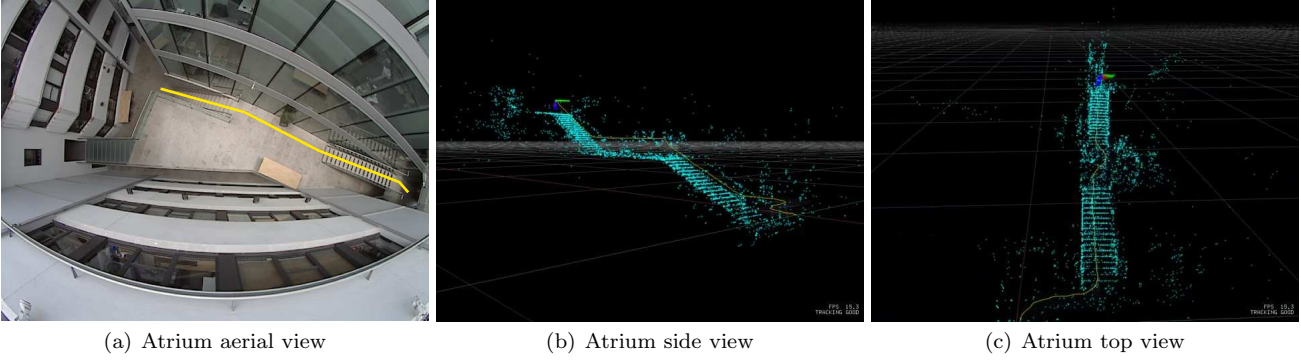 FPS 15.3
TRACKING GOOD
FPS 15.3
TRACKING GOOD
(a) Atrium aerial view
(b) Atrium side view
(c) Atrium top view